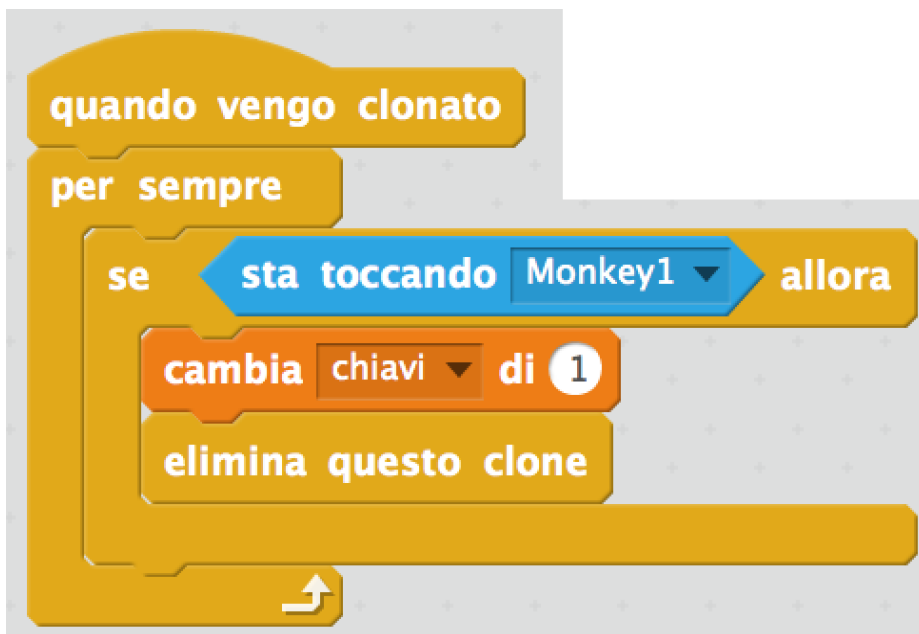 quando vengo clonato
per sempre
se sta toccando Monkey1 allora
cambia chiavi di 1
elimina questo clone